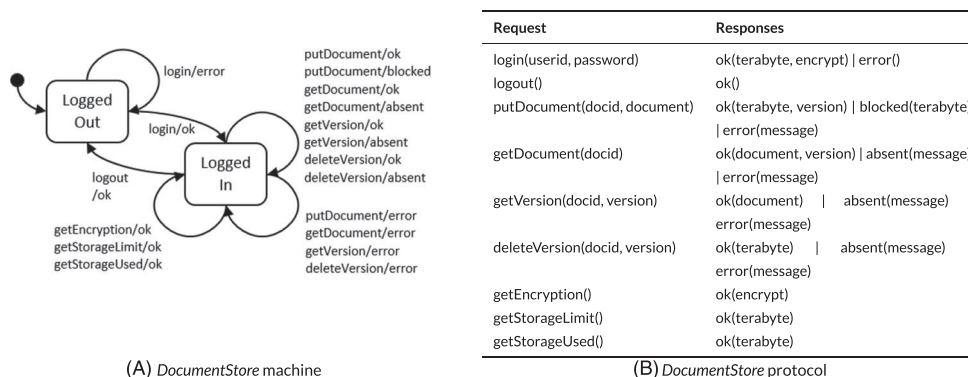 login/error
Logged
Out
login/ok
logout
/ok
Logged
In
putDocument/ok
putDocument/blocked
getDocument/ok
getDocument/absent
getVersion/ok
getVersion/absent
deleteVersion/ok
deleteVersion/absent
putDocument/error
getDocument/error
getVersion/error
deleteVersion/error
getEncryption/ok
getStorageLimit/ok
getStorageUsed/ok
(A) DocumentStore machine
Request Responses
login(userid, password) ok(terabyte, encrypt) | error()
logout() ok()
putDocument(docid, document) ok(terabyte, version) | blocked(terabyte)
| error(message)
getDocument(docid) ok(document, version) | absent(message)
| error(message)
getVersion(docid, version) ok(document) | absent(message)
error(message)
deleteVersion(docid, version) ok(terabyte) | absent(message)
error(message)
getEncryption() ok(encrypt)
getStorageLimit() ok(terabyte)
getStorageUsed() ok(terabyte)
(B) DocumentStore protocol